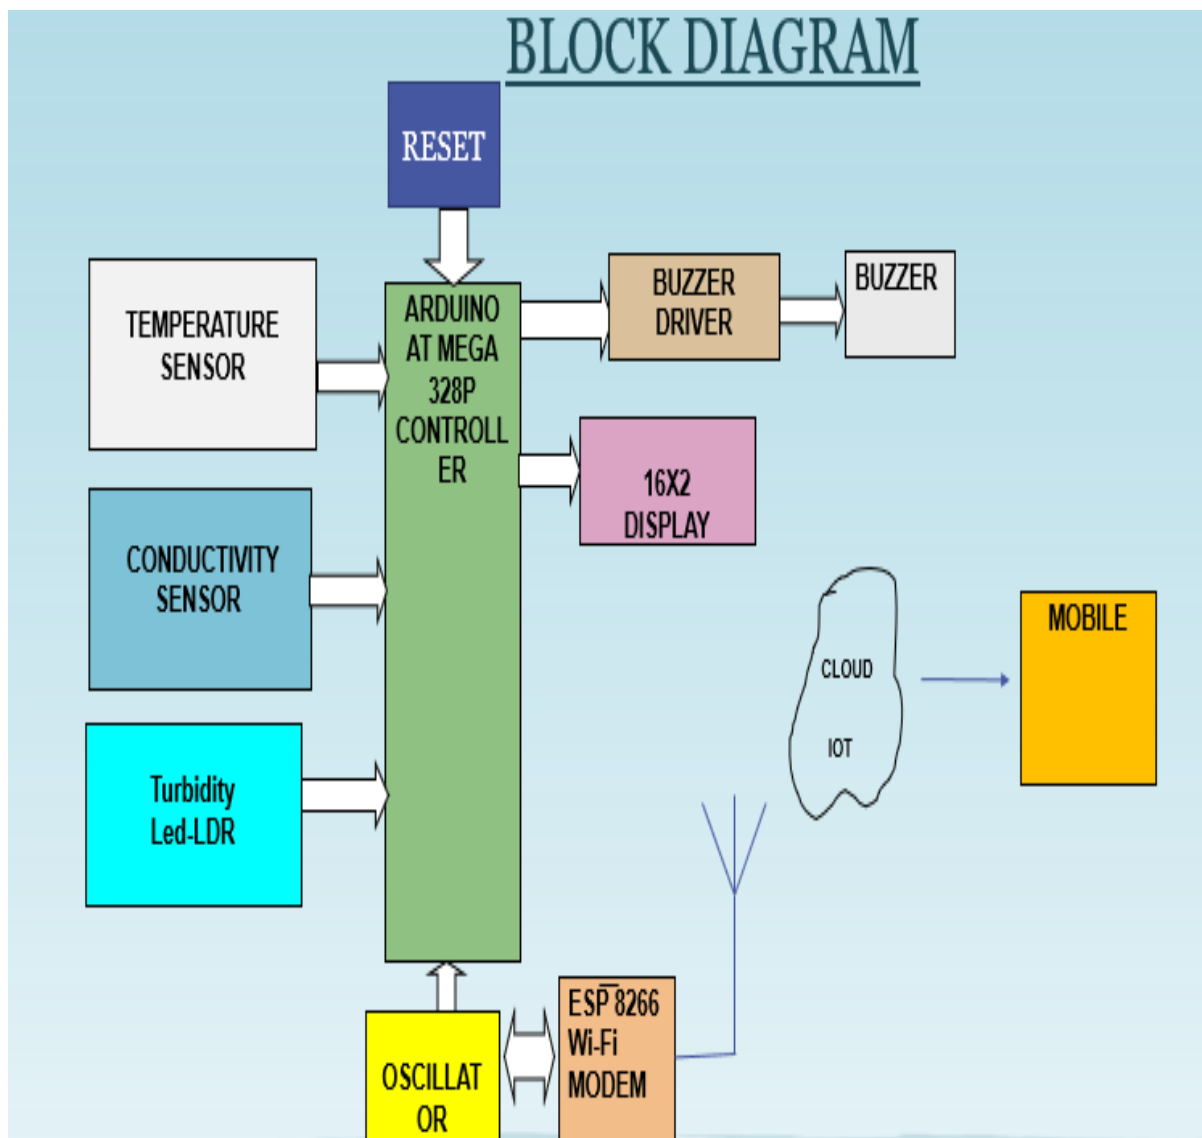 BLOCK DIAGRAM
RESET
TEMPERATURE
SENSOR
ARDUINO
AT MEGA
328P
CONTROLL
ER
BUZZER
DRIVER
BUZZER
16X2
DISPLAY
CONDUCTIVITY
SENSOR
CLOUD
IOT
MOBILE
Turbidity
Led-LDR
OSCILLAT
OR
ESP 8266
Wi-Fi
MODEM